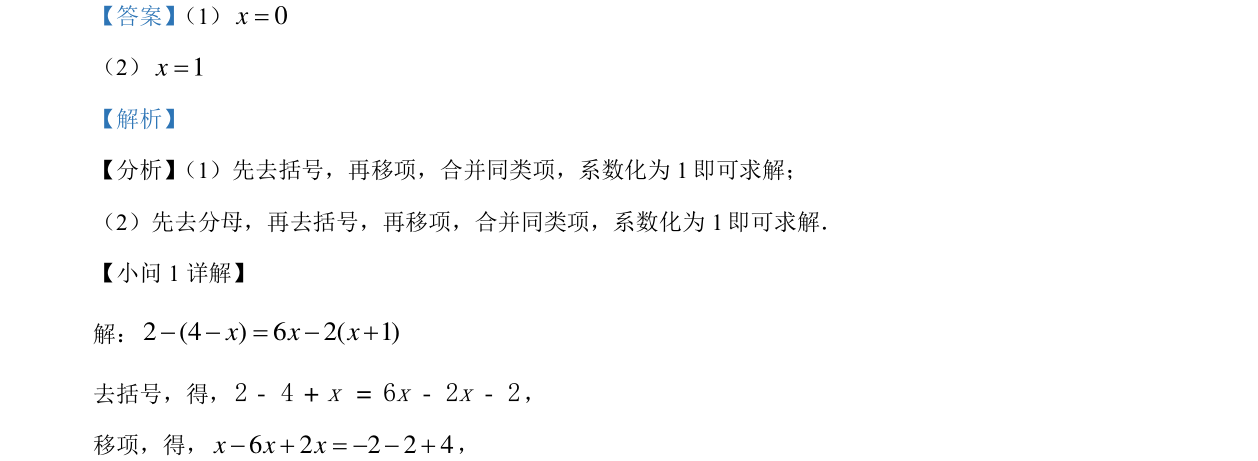 【答案】（1）x=0
（2）x=1
【解析】
【分析】（1）先去括号，再移项，合并同类项，系数化为 1 即可求解；
（2）先去分母，再去括号，再移项，合并同类项，系数化为 1 即可求解．
【小问 1 详解】
解：2−(4−x)=6x−2(x+1)
去括号，得，2 - 4 + x = 6x - 2x - 2，
移项，得，x−6x+2x=−2−2+4，